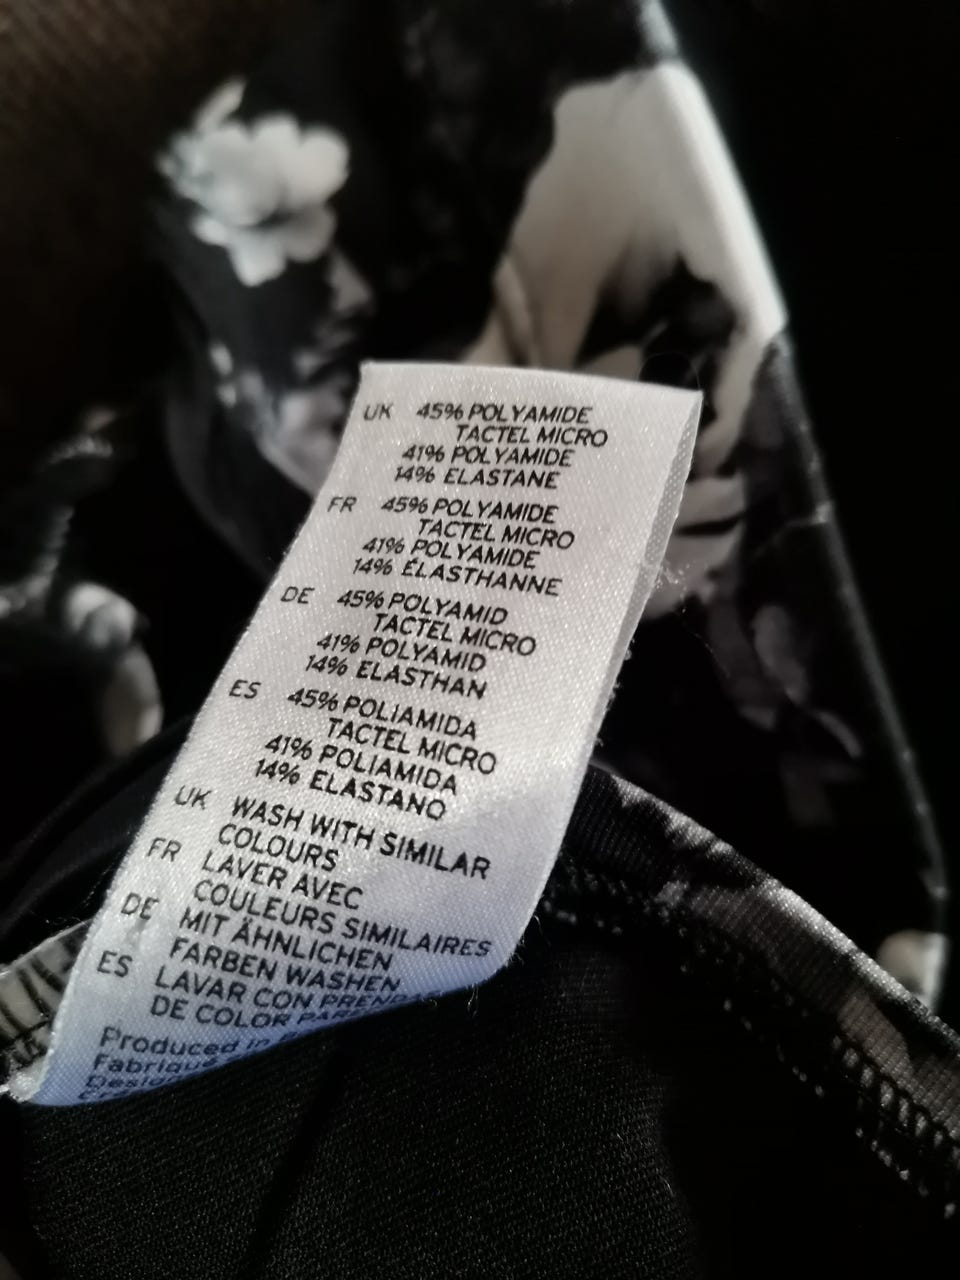 UK 45% POLYAMIDE
TACTEL MICRO
41% POLYAMIDE
14% ELASTANE
FR 45% POLYAMIDE
TACTEL MICRO
41% POLYAMIDE
14% ÉLASTHANNE
DE 45% POLYAMID
TACTEL MICRO
41% POLYAMID
14% ELASTHAN
ES 45% POLIAMIDA
TACTEL MICRO
41% POLIAMIDA
14% ELASTANO
UK WASH WITH SIMILAR
COLOURS
FR LAVER AVEC
COULEURS SIMILAIRES
DE MIT ÄHNLICHEN
FARBEN WASHEN
ES LAVAR CON
DE COLOR
Produced in